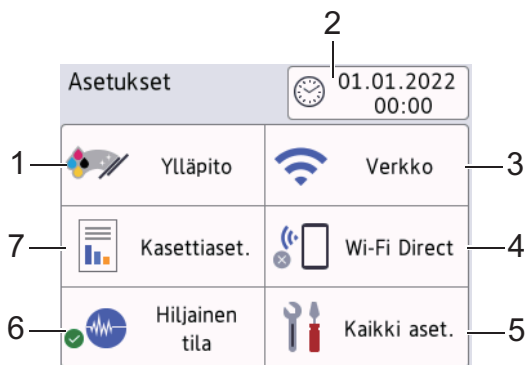 2
Asetukset
01.01.2022
00:00
1
Ylläpito
Verkko
3
7
Kasettiaset.
Wi-Fi Direct
4
6
Hiljainen
tila
Kaikki aset.
5